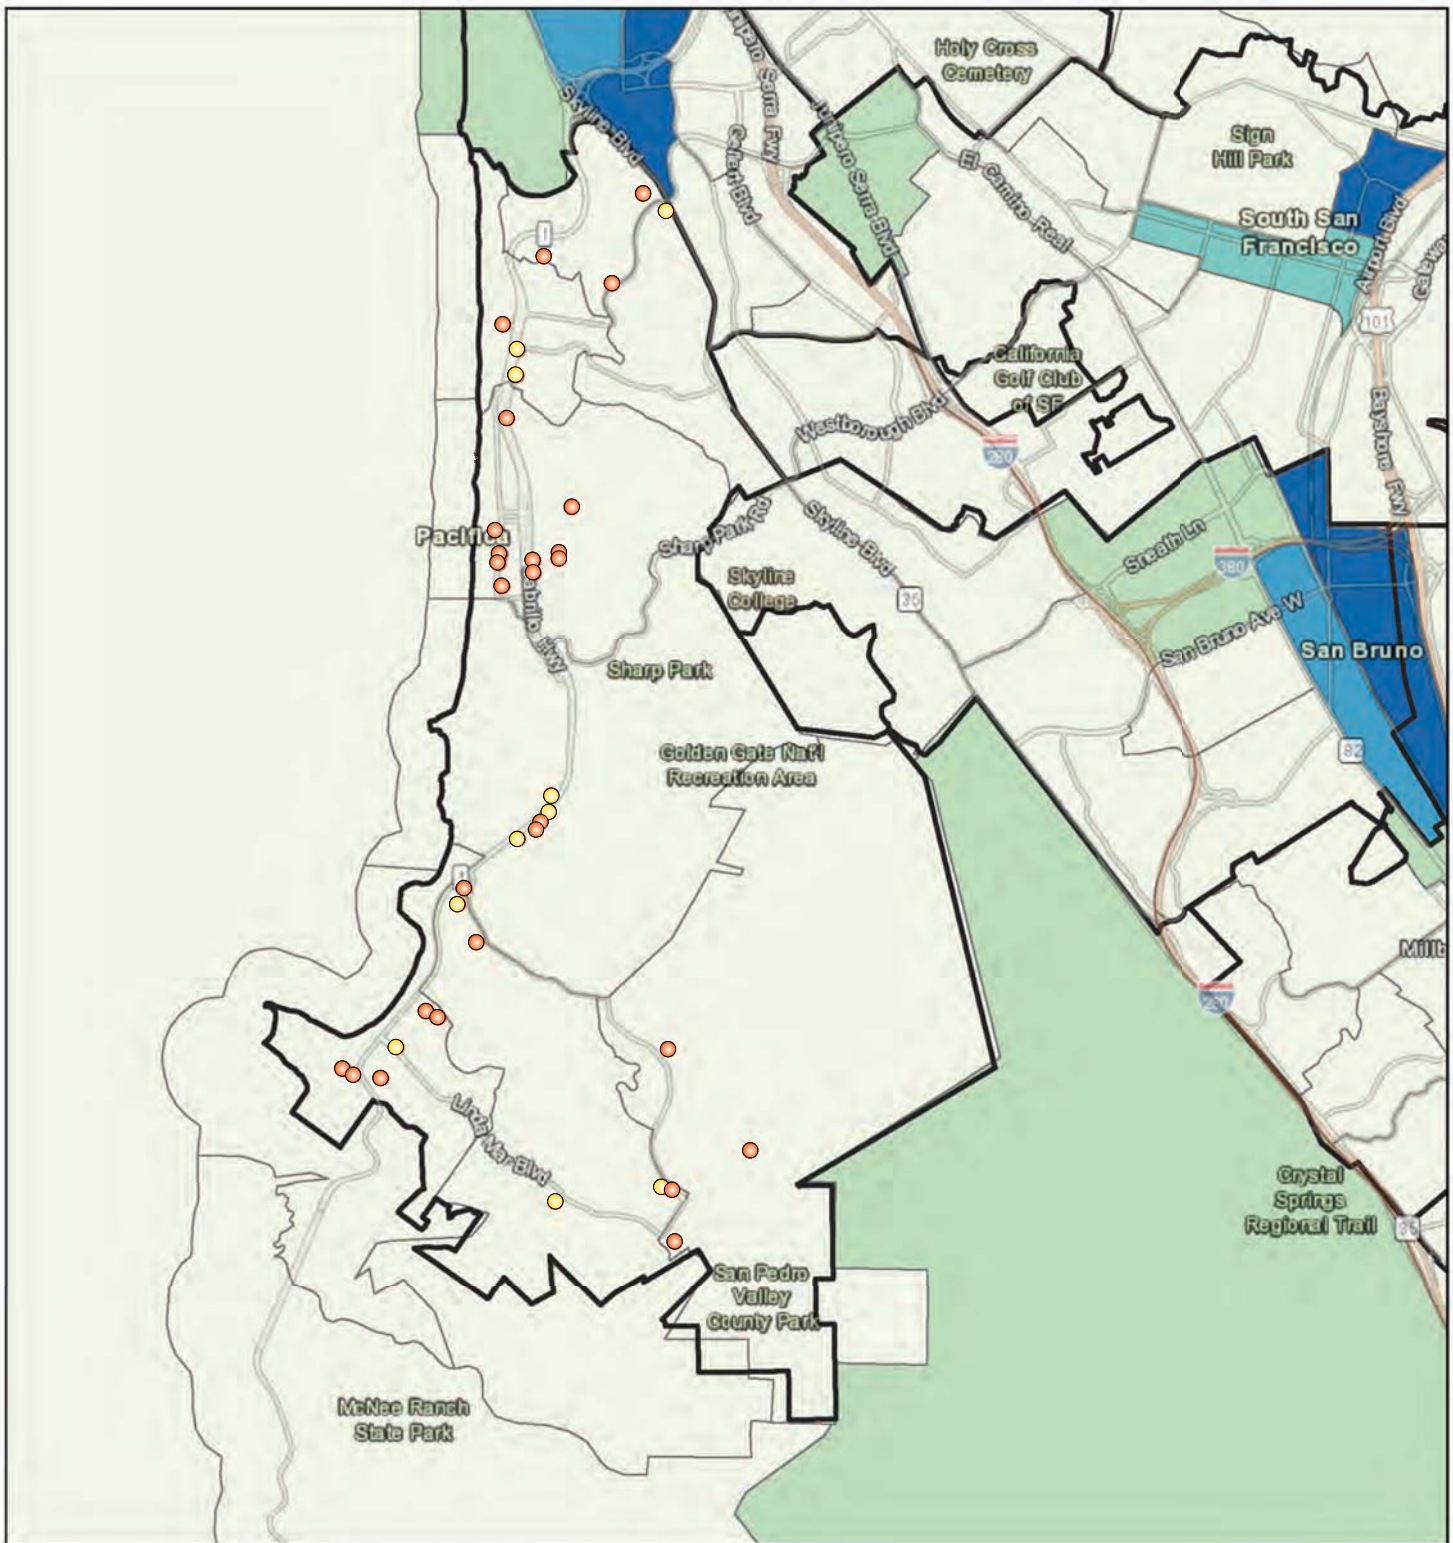 Holy Cross
Cemetery
Skyline Blvd
Junipero Serra Fwy
Gellert Blvd
Junipero Serra Blvd
El Camino Real
Sign
Hill Park
South San
Francisco
Airport Blvd
101
1
California
Golf Club
of SF
Westborough Blvd
280
Bayshore Fwy
Pacifica
Sharp Park Rd
Skyline Blvd
Sneath Ln
380
Skyline
College
35
San Bruno Ave W
San Bruno
Sharp Park
82
Golden Gate Nat'l
Recreation Area
1
280
Linda Mar Blvd
Crystal
Springs
Regional Trail
35
San Pedro
Valley
County Park
McNee Ranch
State Park